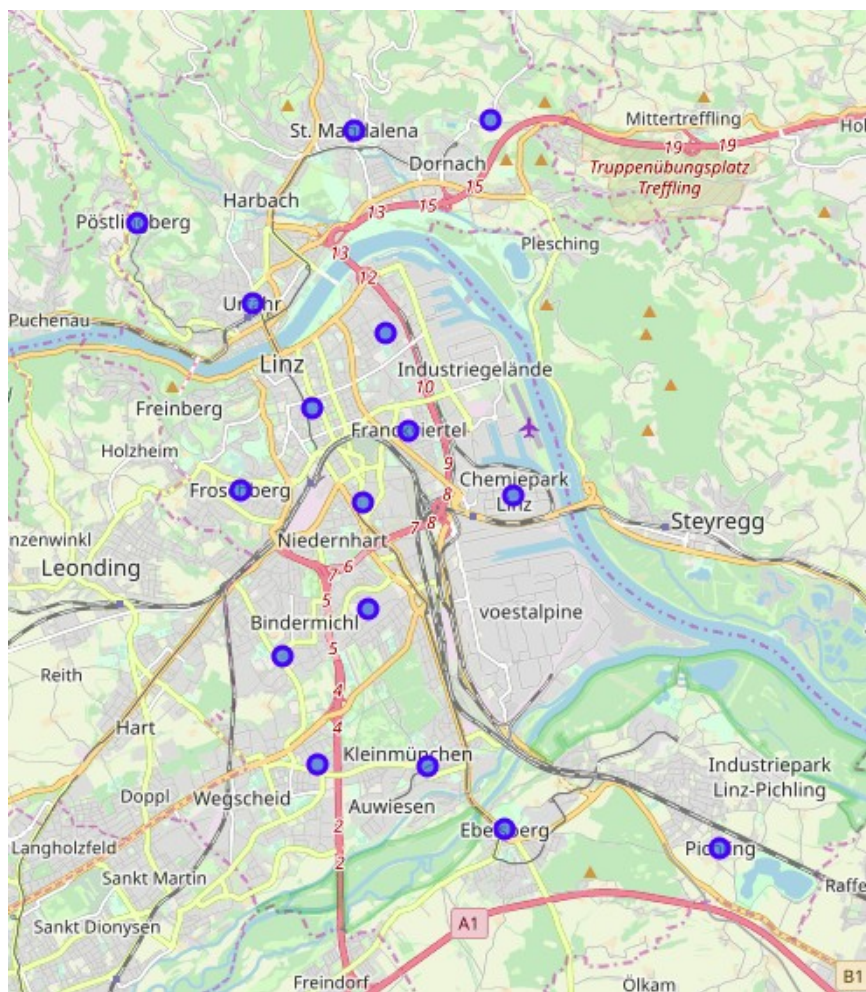 St. Magdalena
Mittertreffling
Hol
Dornach
19
19
Truppenübungsplatz
Treffling
15
15
13
Harbach
Pöstlingberg
13
Plesching
12
Urfahr
Puchenau
Linz
Industriegelände
10
Freinberg
Franckviertel
Holzheim
9
Chemiepark
Linz
Froschberg
8
8
7
Steyregg
nzenwinkl
Niedernhart
Leonding
6
7
5
voestalpine
Bindermichl
5
Reith
4
4
Hart
Kleinmünchen
Industriepark
Linz-Pichling
Doppl
Wegscheid
Auwiesen
2
Ebelsberg
Langholzfeld
2
Pichling
Sankt Martin
Raffe
A1
Sankt Dionysen
Freindorf
Ölkam
B1